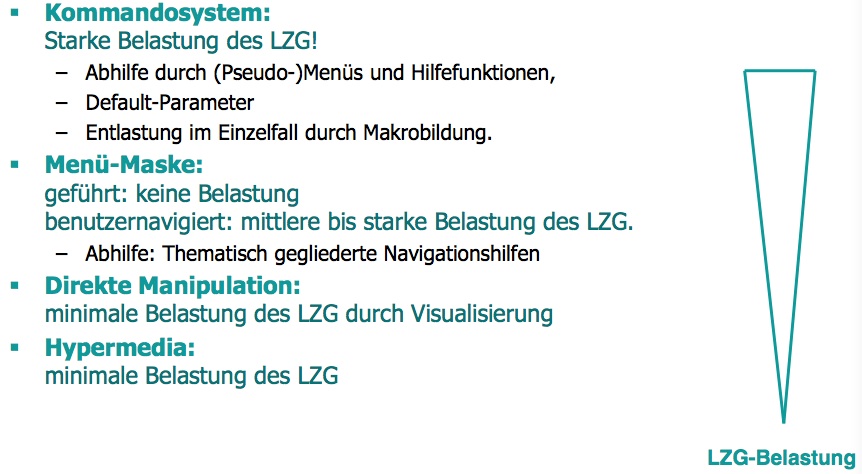 ▪ Kommandosystem:
Starke Belastung des LZG!
– Abhilfe durch (Pseudo-)Menüs und Hilfefunktionen,
– Default-Parameter
– Entlastung im Einzelfall durch Makrobildung.
▪ Menü-Maske:
geführt: keine Belastung
benutzernavigiert: mittlere bis starke Belastung des LZG.
– Abhilfe: Thematisch gegliederte Navigationshilfen
▪ Direkte Manipulation:
minimale Belastung des LZG durch Visualisierung
▪ Hypermedia:
minimale Belastung des LZG
LZG-Belastung